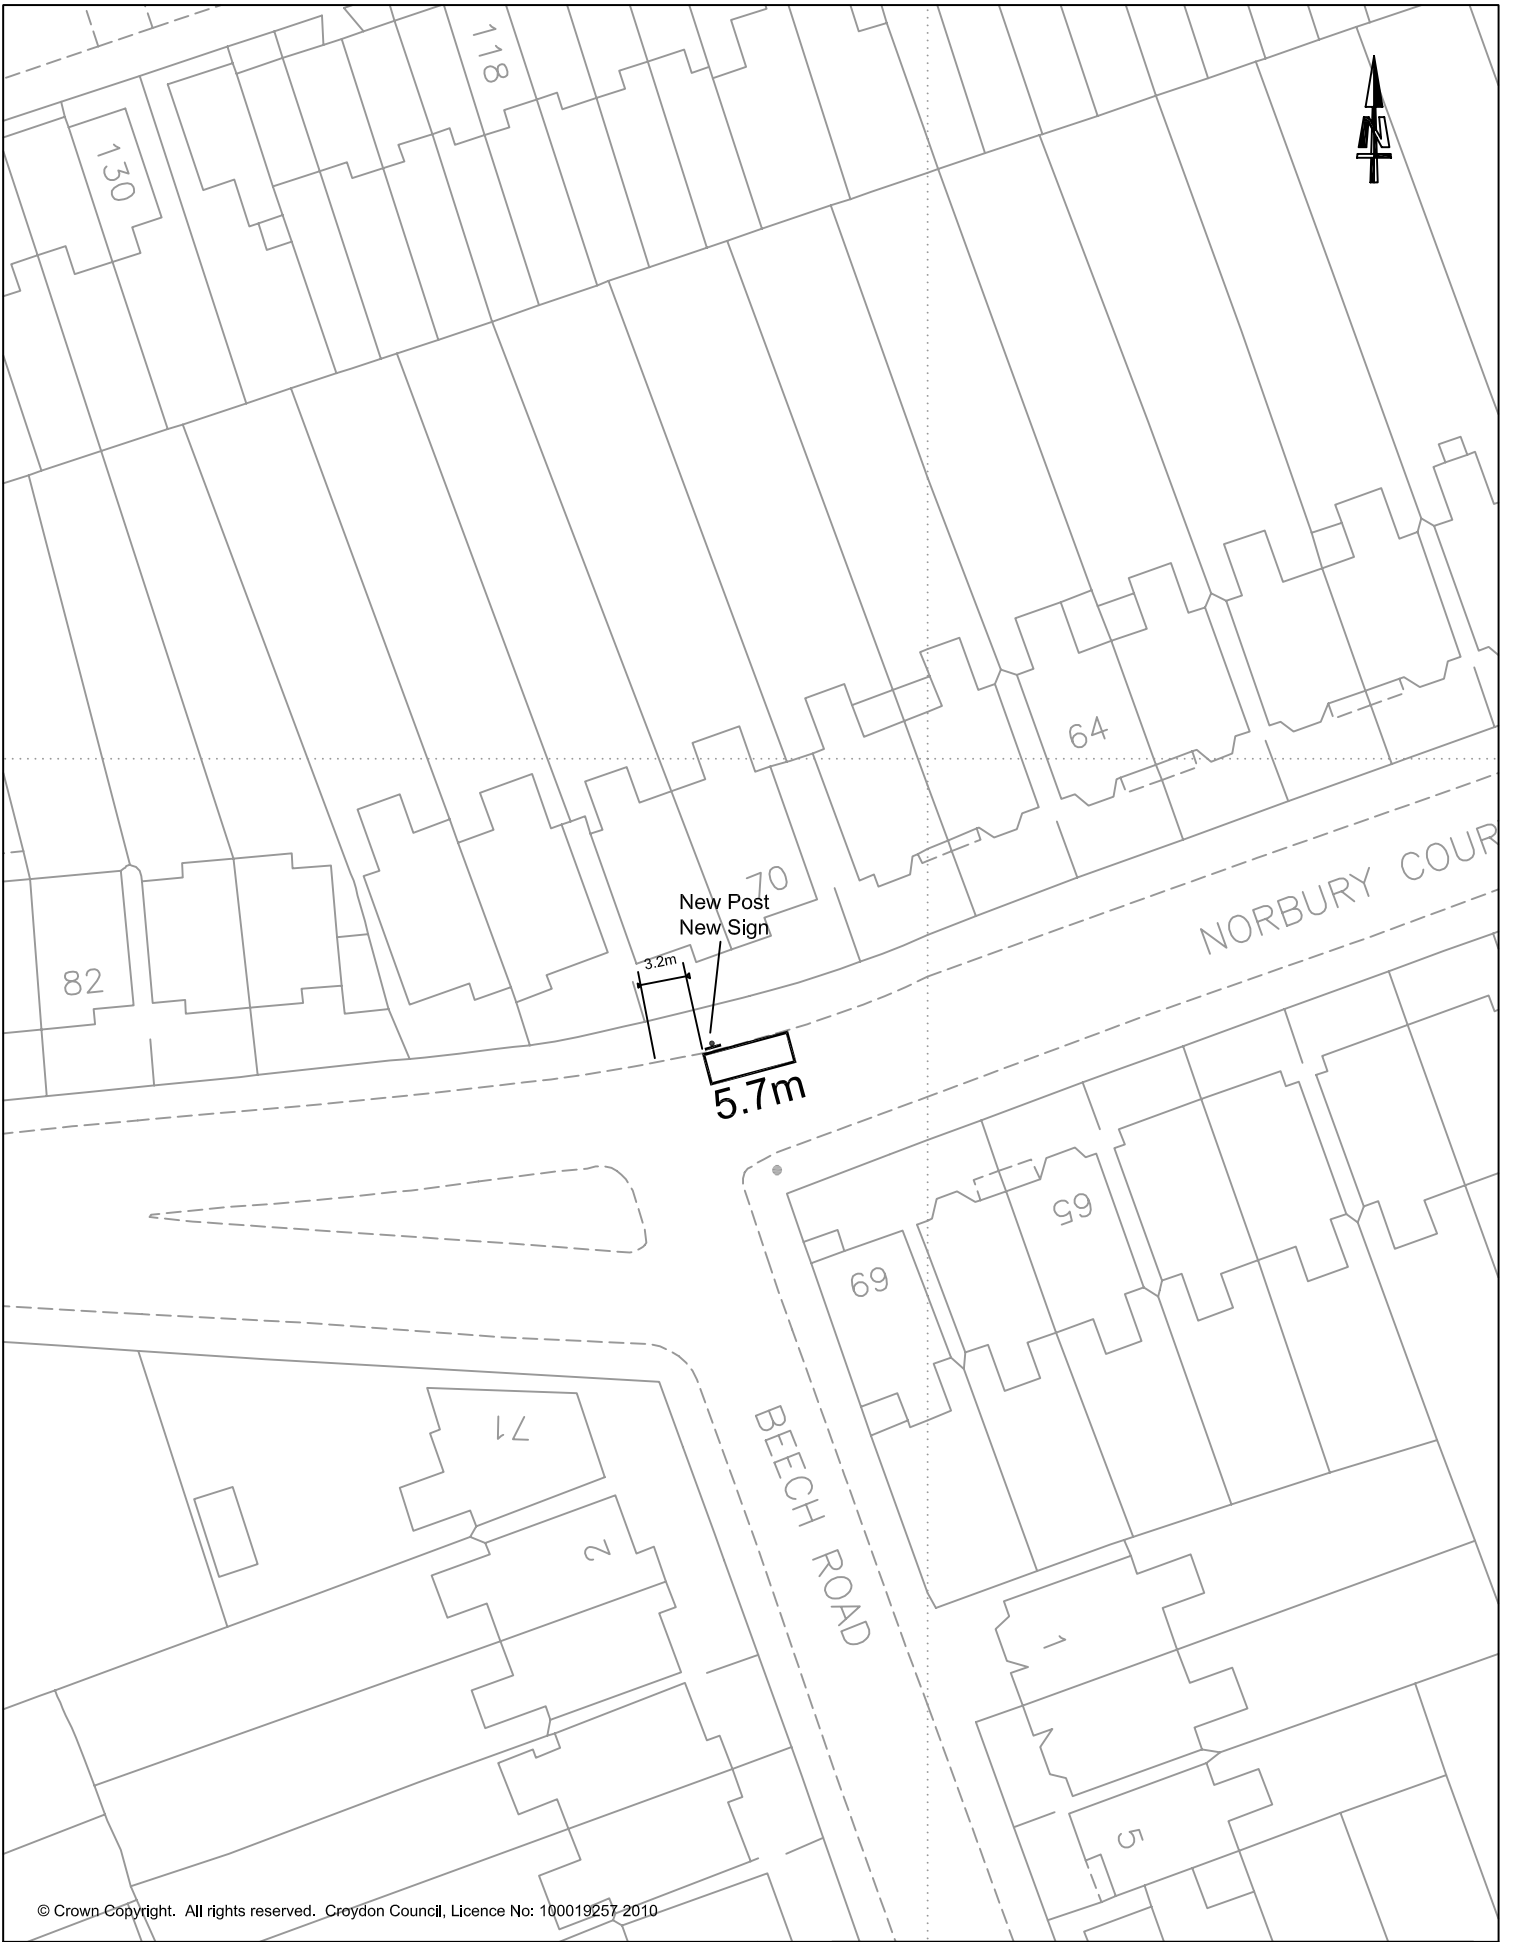 118
130
N
64
NORBURY COUR
70
New Post
New Sign
3.2m
82
5.7m
65
69
71
BEECH ROAD
2
1
5
© Crown Copyright. All rights reserved. Croydon Council, Licence No: 100019257 2010